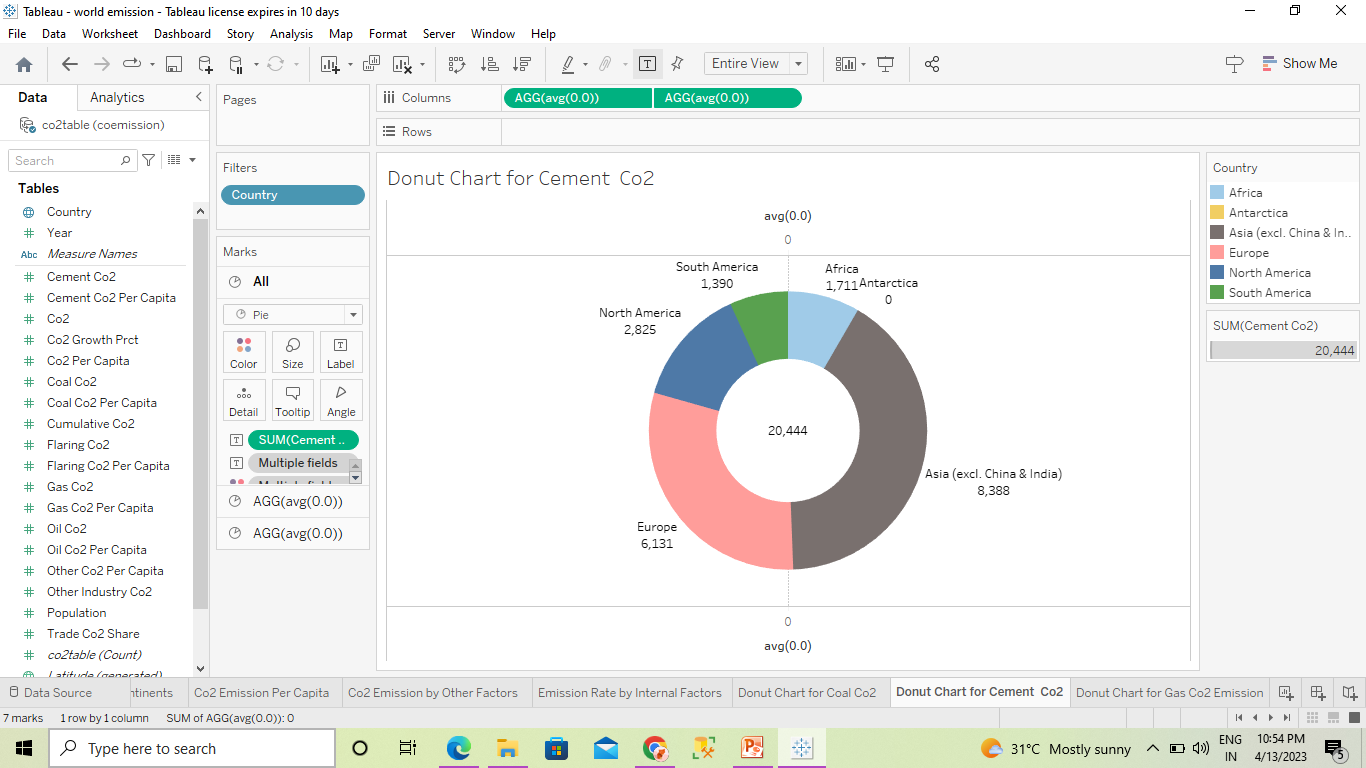 Tableau - world emission - Tableau license expires in 10 days
File Data Worksheet Dashboard Story Analysis Map Format Server Window Help
Entire View
Show Me
Data Analytics
co2table (coemission)
Search
Tables
Country
Year
Abc Measure Names
Cement Co2
Cement Co2 Per Capita
Co2
Co2 Growth Prct
Co2 Per Capita
Coal Co2
Coal Co2 Per Capita
Cumulative Co2
Flaring Co2
Flaring Co2 Per Capita
Gas Co2
Gas Co2 Per Capita
Oil Co2
Oil Co2 Per Capita
Other Co2 Per Capita
Other Industry Co2
Population
Trade Co2 Share
co2table (Count)
Latitude (generated)
Pages
Filters
Country
Marks
All
Pie
Color Size Label
Detail Tooltip Angle
SUM(Cement ..
Multiple fields
AGG(avg(0.0))
AGG(avg(0.0))
Columns AGG(avg(0.0)) AGG(avg(0.0))
Rows
Donut Chart for Cement Co2
avg(0.0)
0
South America
1,390
Africa
1,711
Antarctica
0
North America
2,825
20,444
Asia (excl. China & India)
8,388
Europe
6,131
0
avg(0.0)
Country
Africa
Antarctica
Asia (excl. China & In..
Europe
North America
South America
SUM(Cement Co2)
20,444
Data Source ntinents Co2 Emission Per Capita Co2 Emission by Other Factors Emission Rate by Internal Factors Donut Chart for Coal Co2 Donut Chart for Cement Co2 Donut Chart for Gas Co2 Emission
7 marks 1 row by 1 column SUM of AGG(avg(0.0)): 0
Type here to search
31°C Mostly sunny
ENG
IN
10:54 PM
4/13/2023
5